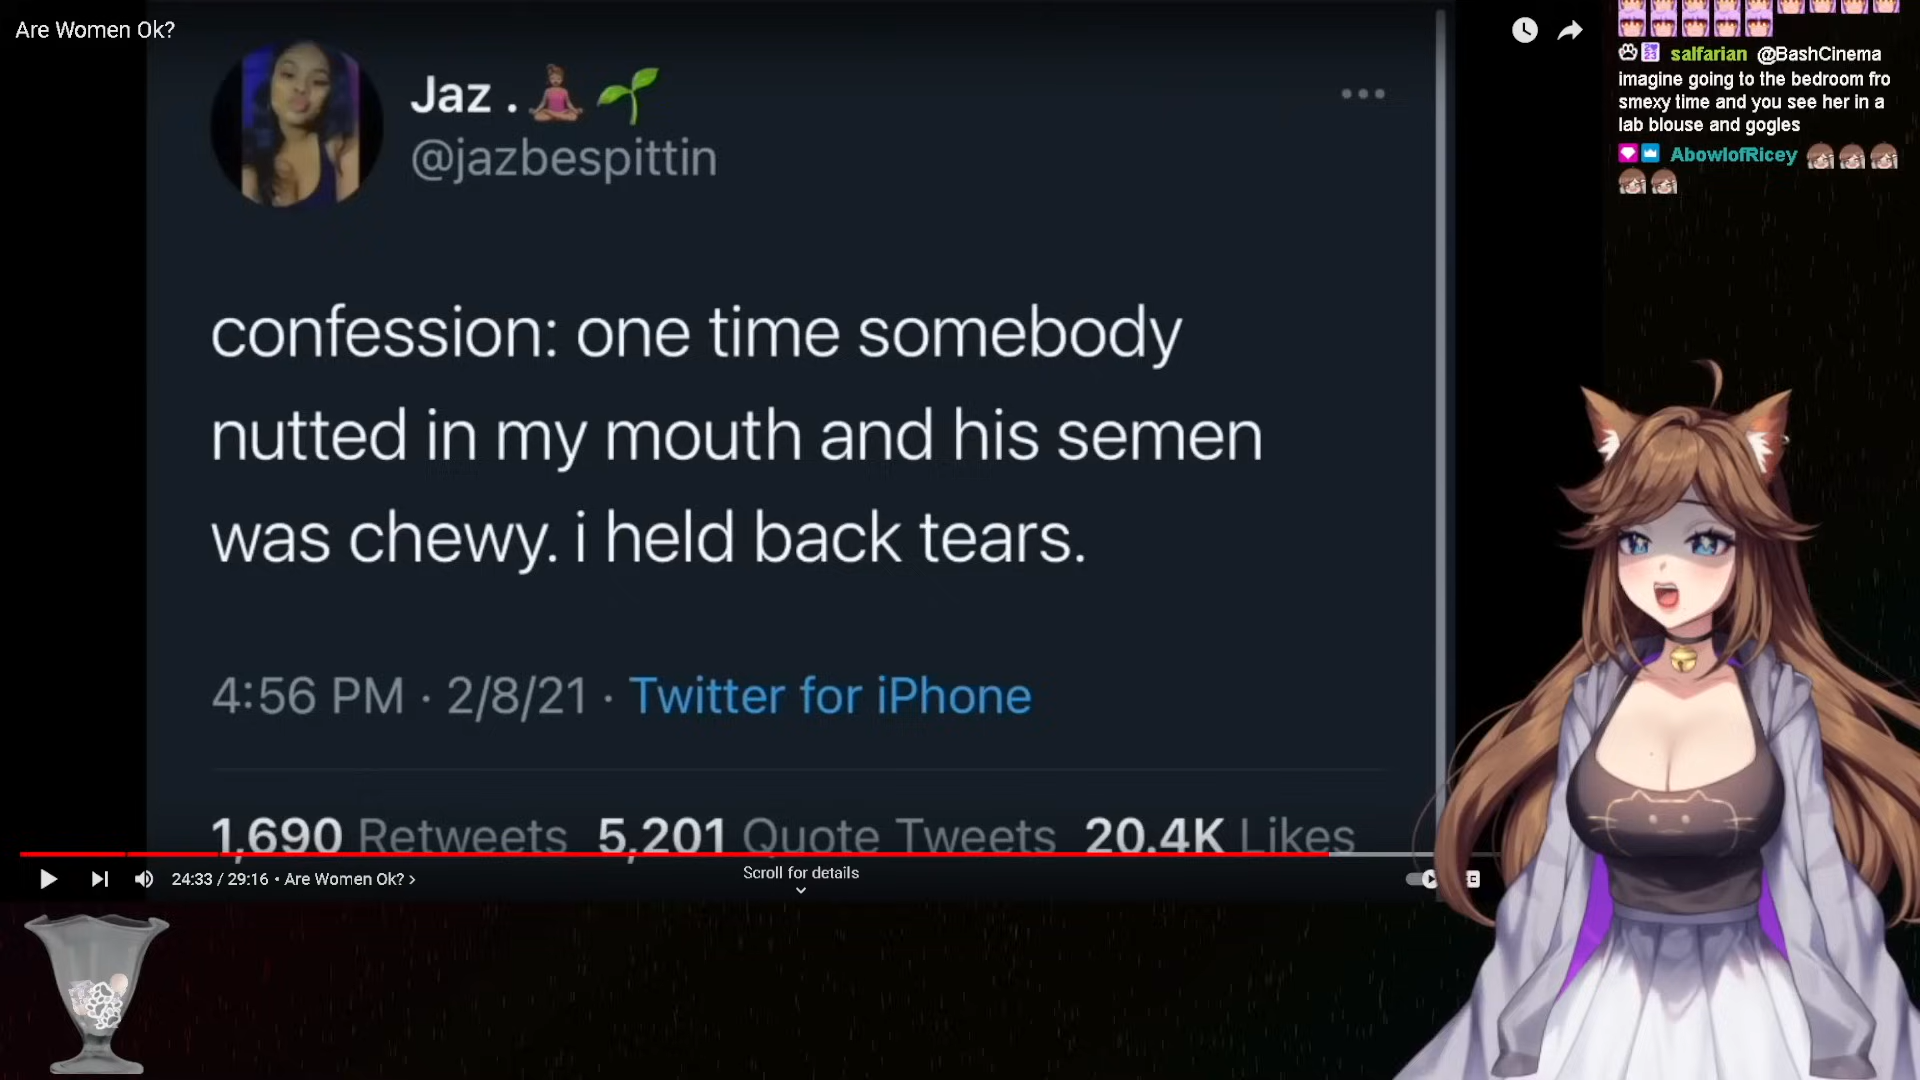 Are Women Ok?
Jaz .
@jazbespittin
confession: one time somebody
nutted in my mouth and his semen
was chewy. i held back tears.
4:56 PM · 2/8/21 · Twitter for iPhone
1,690 Retweets 5,201 Quote Tweets 20.4K Likes
24:33 / 29:16 • Are Women Ok? ›
Scroll for details
salfarian @BashCinema
imagine going to the bedroom fro
smexy time and you see her in a
lab blouse and gogles
AbowlofRicey